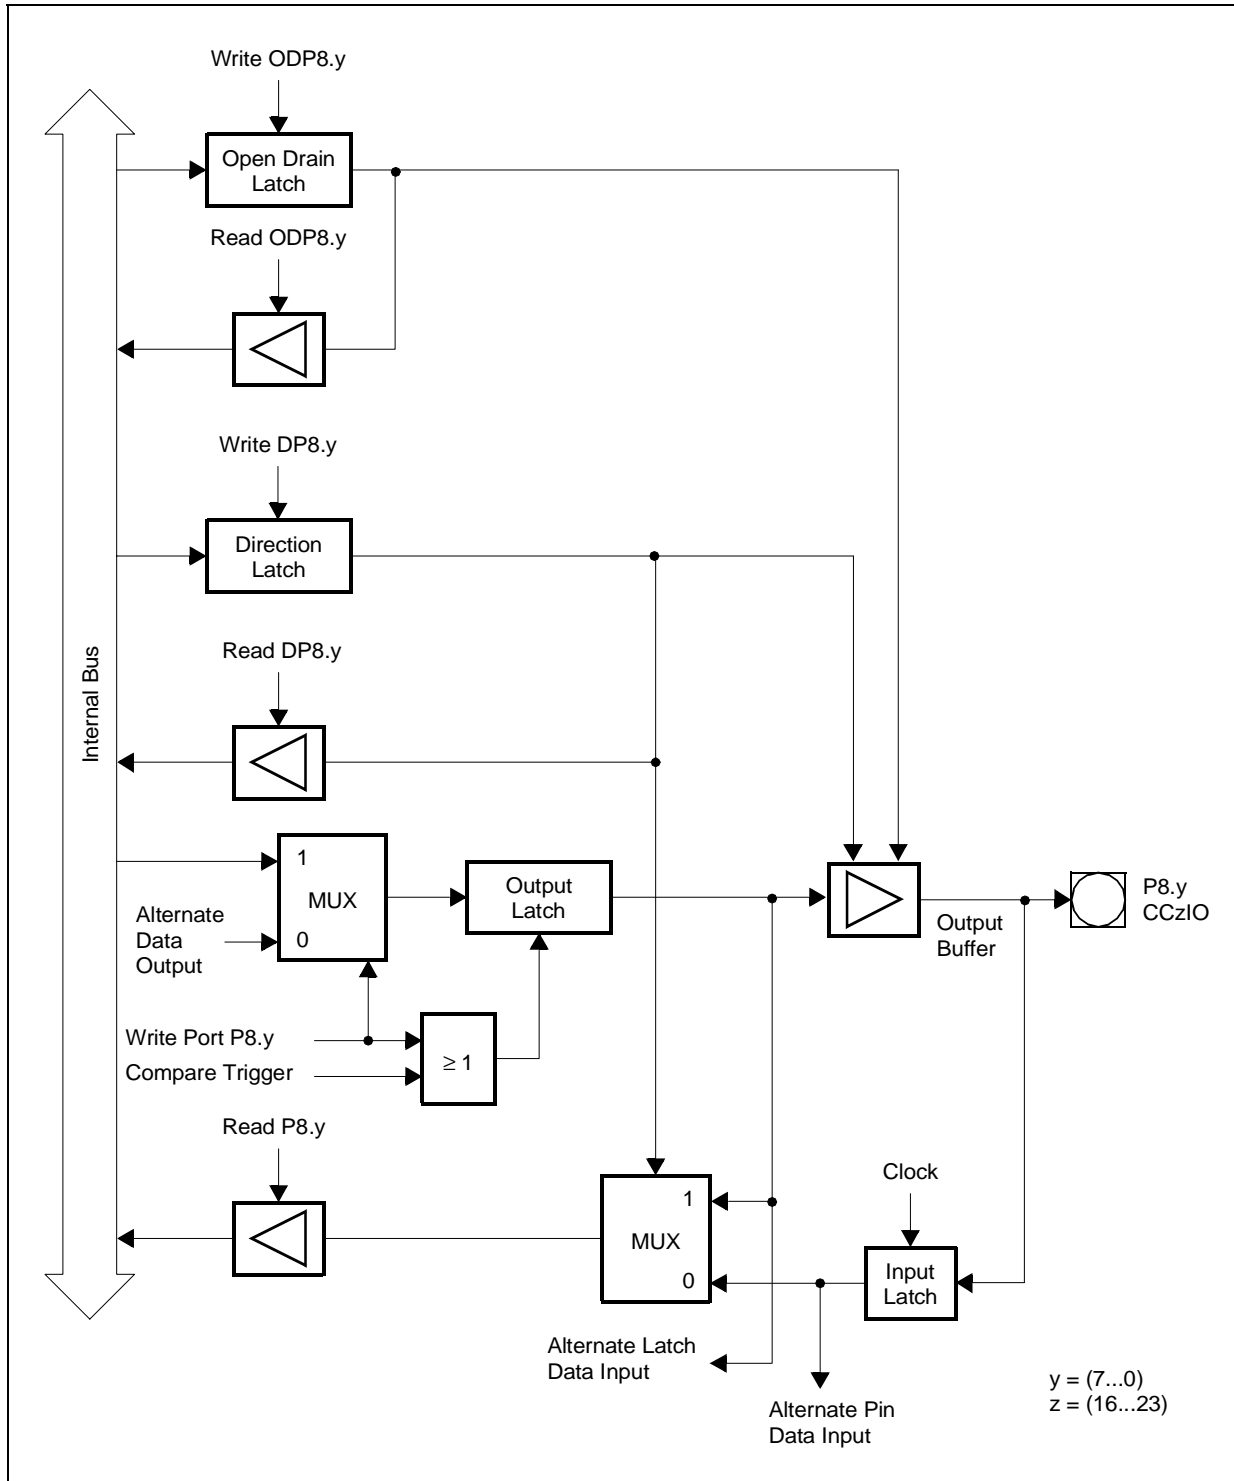 Write ODP8.y
Open Drain
Latch
Read ODP8.y
Write DP8.y
Direction
Latch
Read DP8.y
Internal Bus
1
MUX
0
Alternate
Data
Output
Output
Latch
Output
Buffer
P8.y
CCzIO
Write Port P8.y
Compare Trigger
≥ 1
Read P8.y
1
MUX
0
Clock
Input
Latch
Alternate Latch
Data Input
Alternate Pin
Data Input
y = (7...0)
z = (16...23)